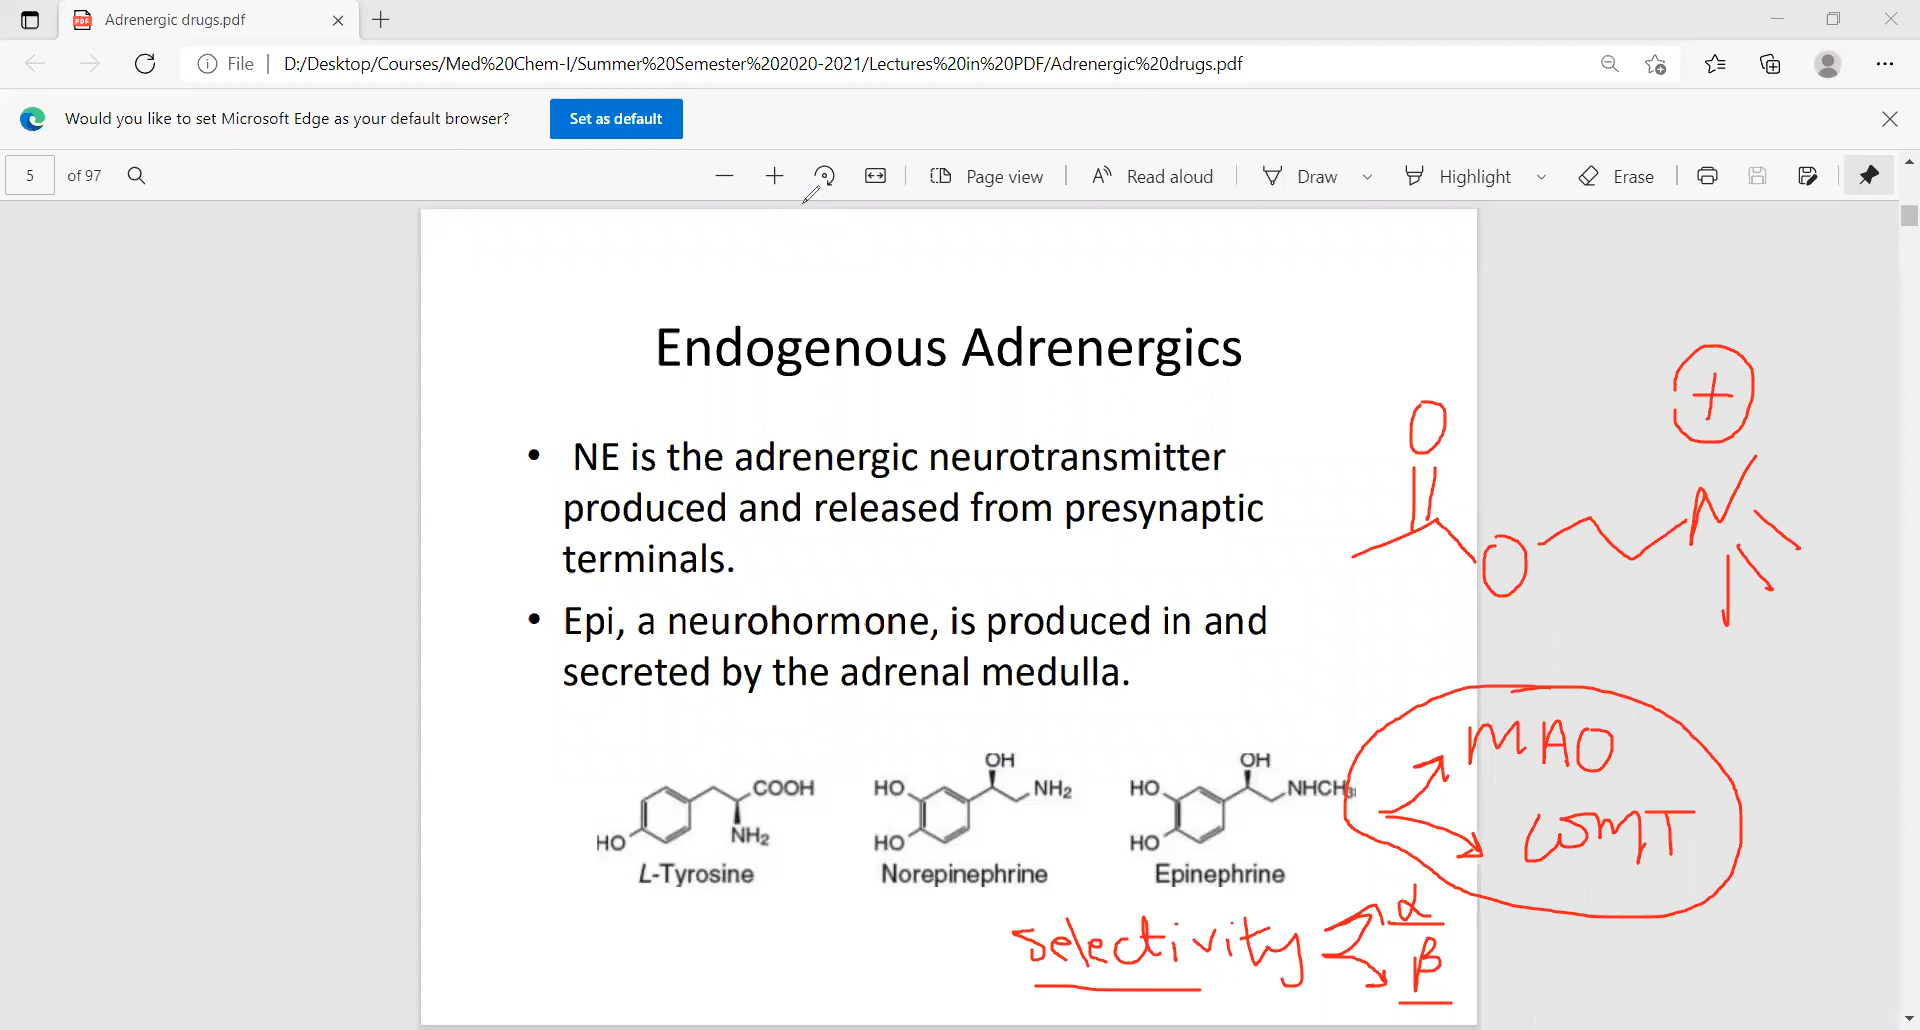 Adrenergic drugs.pdf
File
D:/Desktop/Courses/Med%20Chem-I/Summer%20Semester%202020-2021/Lectures%20in%20PDF/Adrenergic%20drugs.pdf
Would you like to set Microsoft Edge as your default browser?
Set as default
5 of 97
Page view
Read aloud
Draw
Highlight
Erase
Endogenous Adrenergics
• NE is the adrenergic neurotransmitter
produced and released from presynaptic
terminals.
• Epi, a neurohormone, is produced in and
secreted by the adrenal medulla.
O
+
O
N
MAO
COMT
COOH
NH₂
HO
L-Tyrosine
OH
HO
NH₂
HO
Norepinephrine
OH
HO
NHCH₃
HO
Epinephrine
selectivity
α
β